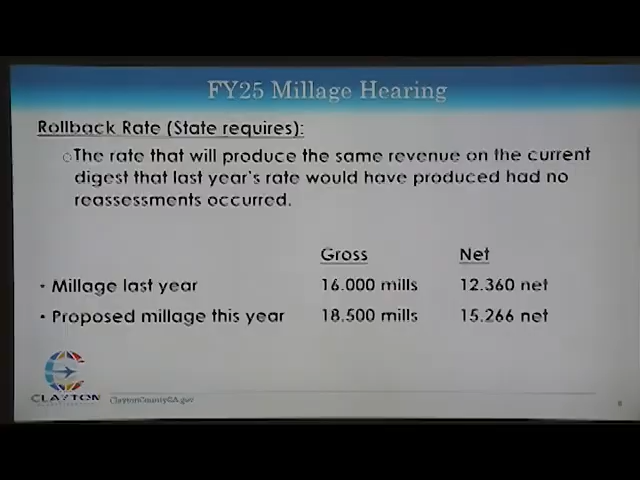 FY25 Millage Hearing
Rollback Rate (State requires):
The rate that will produce the same revenue on the current
digest that last year's rate would have produced had no
reassessments occurred.
Gross Net
• Millage last year 16.000 mills 12.360 net
• Proposed millage this year 18.500 mills 15.266 net
CLAYTON
ClaytonCountyGA.gov